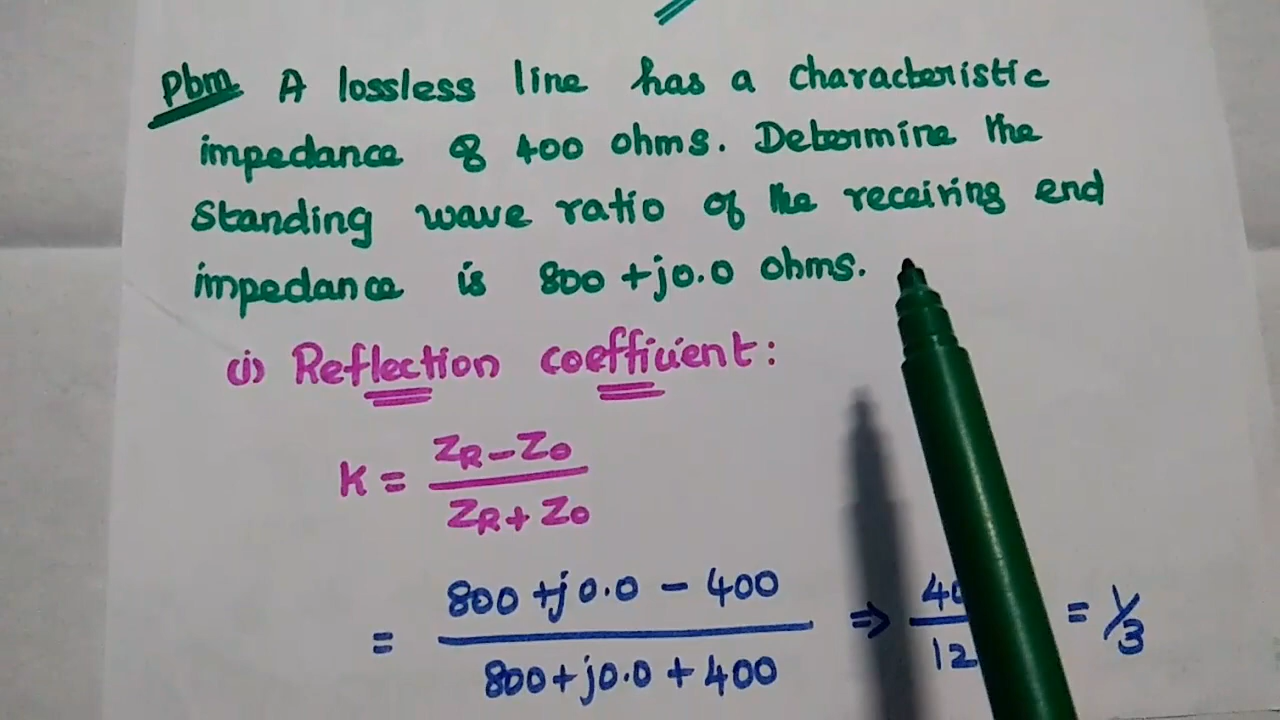 Pbm A lossless line has a characteristic
impedance of 400 ohms. Determine the
Standing wave ratio of the receiving end
impedance is 800 +j0.0 ohms.
(i) Reflection coefficient:
K = (ZR-Z0)/(ZR+Z0)
= (800+j0.0 - 400)/(800+j0.0 + 400) ⇒ = 1/3